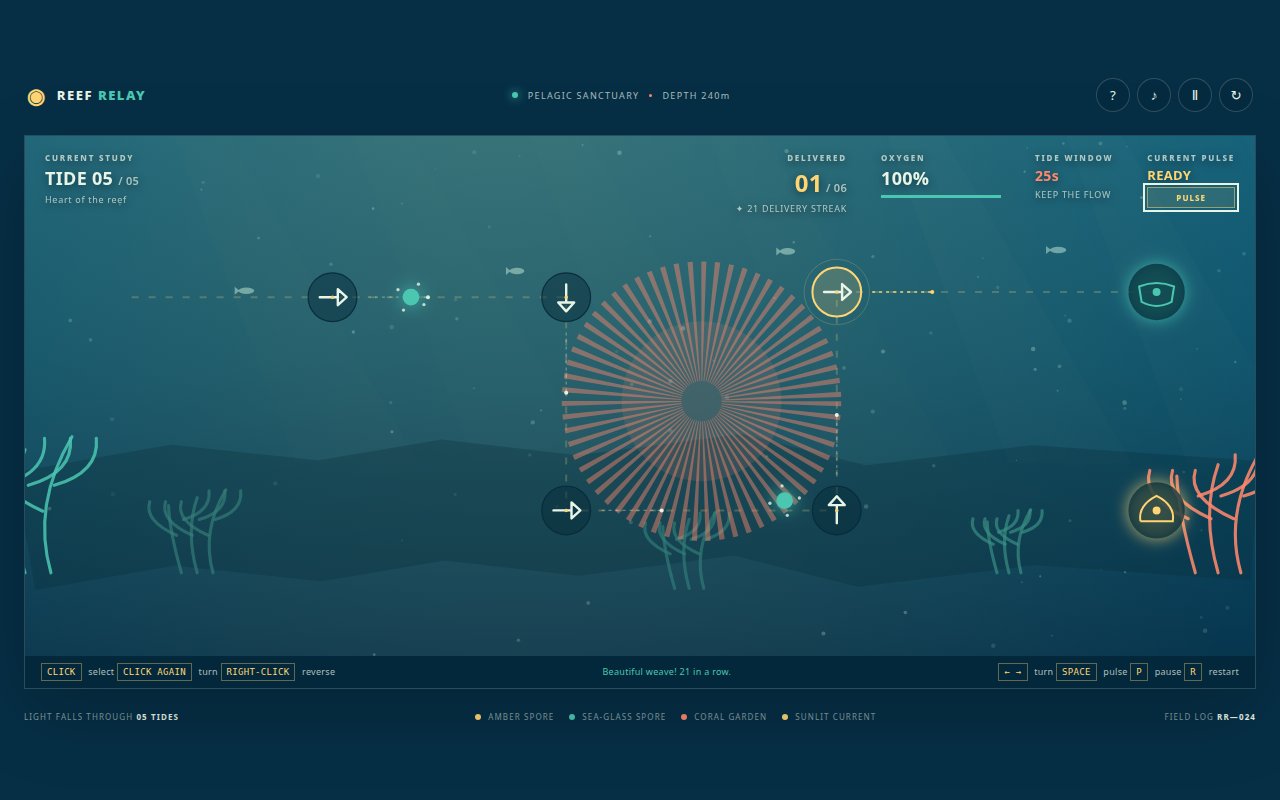 REEF RELAY
PELAGIC SANCTUARY • DEPTH 240m
? ♪ Ⅱ ↻
CURRENT STUDY
TIDE 05 / 05
Heart of the reef
DELIVERED
01 / 06
✦ 21 DELIVERY STREAK
OXYGEN
100%
TIDE WINDOW
25s
KEEP THE FLOW
CURRENT PULSE
READY
PULSE
CLICK select CLICK AGAIN turn RIGHT-CLICK reverse
Beautiful weave! 21 in a row.
← → turn SPACE pulse P pause R restart
LIGHT FALLS THROUGH 05 TIDES
AMBER SPORE SEA-GLASS SPORE CORAL GARDEN SUNLIT CURRENT
FIELD LOG RR—024